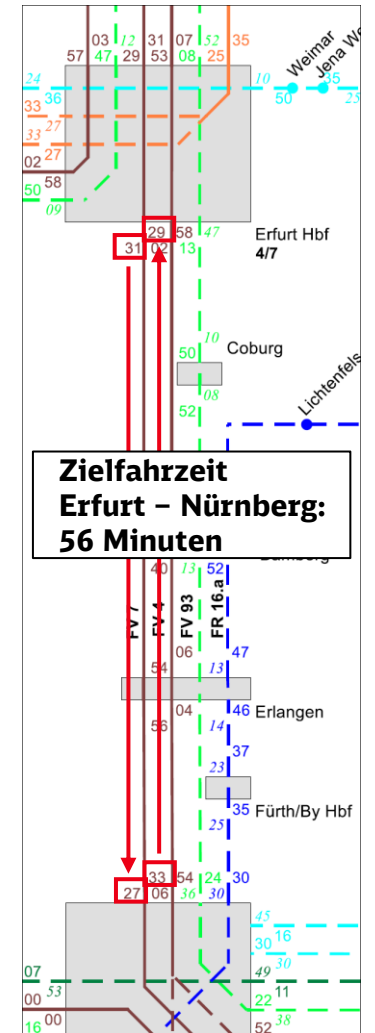 03 12 31 07 52 35
57 47 29 53 08 25
Weimar
Jena We
24 10 35
36 50 25
33
27
33
27
02
58
50
09
29 58 47
31 02 13
Erfurt Hbf
4/7
10
50
Coburg
08
52
Lichtenfels
Zielfahrzeit
Erfurt – Nürnberg:
56 Minuten
40 13 52
FV 7
FV 4
FV 93
FR 16.a
06 47
54 13
04 46 Erlangen
56 14
37
23
35 Fürth/By Hbf
25
33 54 24 30
27 06 36 30
45
16
30
30
07 49
53 11
00 22
00 38
16 52